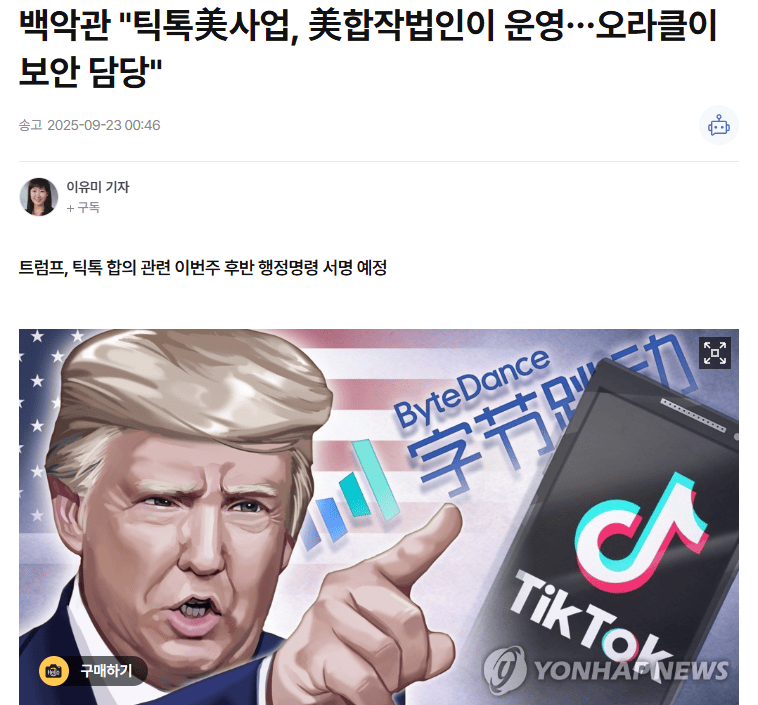 백악관 "틱톡美사업, 美합작법인이 운영…오라클이
보안 담당"
송고 2025-09-23 00:46
이유미 기자
+ 구독
트럼프, 틱톡 합의 관련 이번주 후반 행정명령 서명 예정
ByteDance
字节跳动
TikTok
Hello
구매하기
YONHAPNEWS